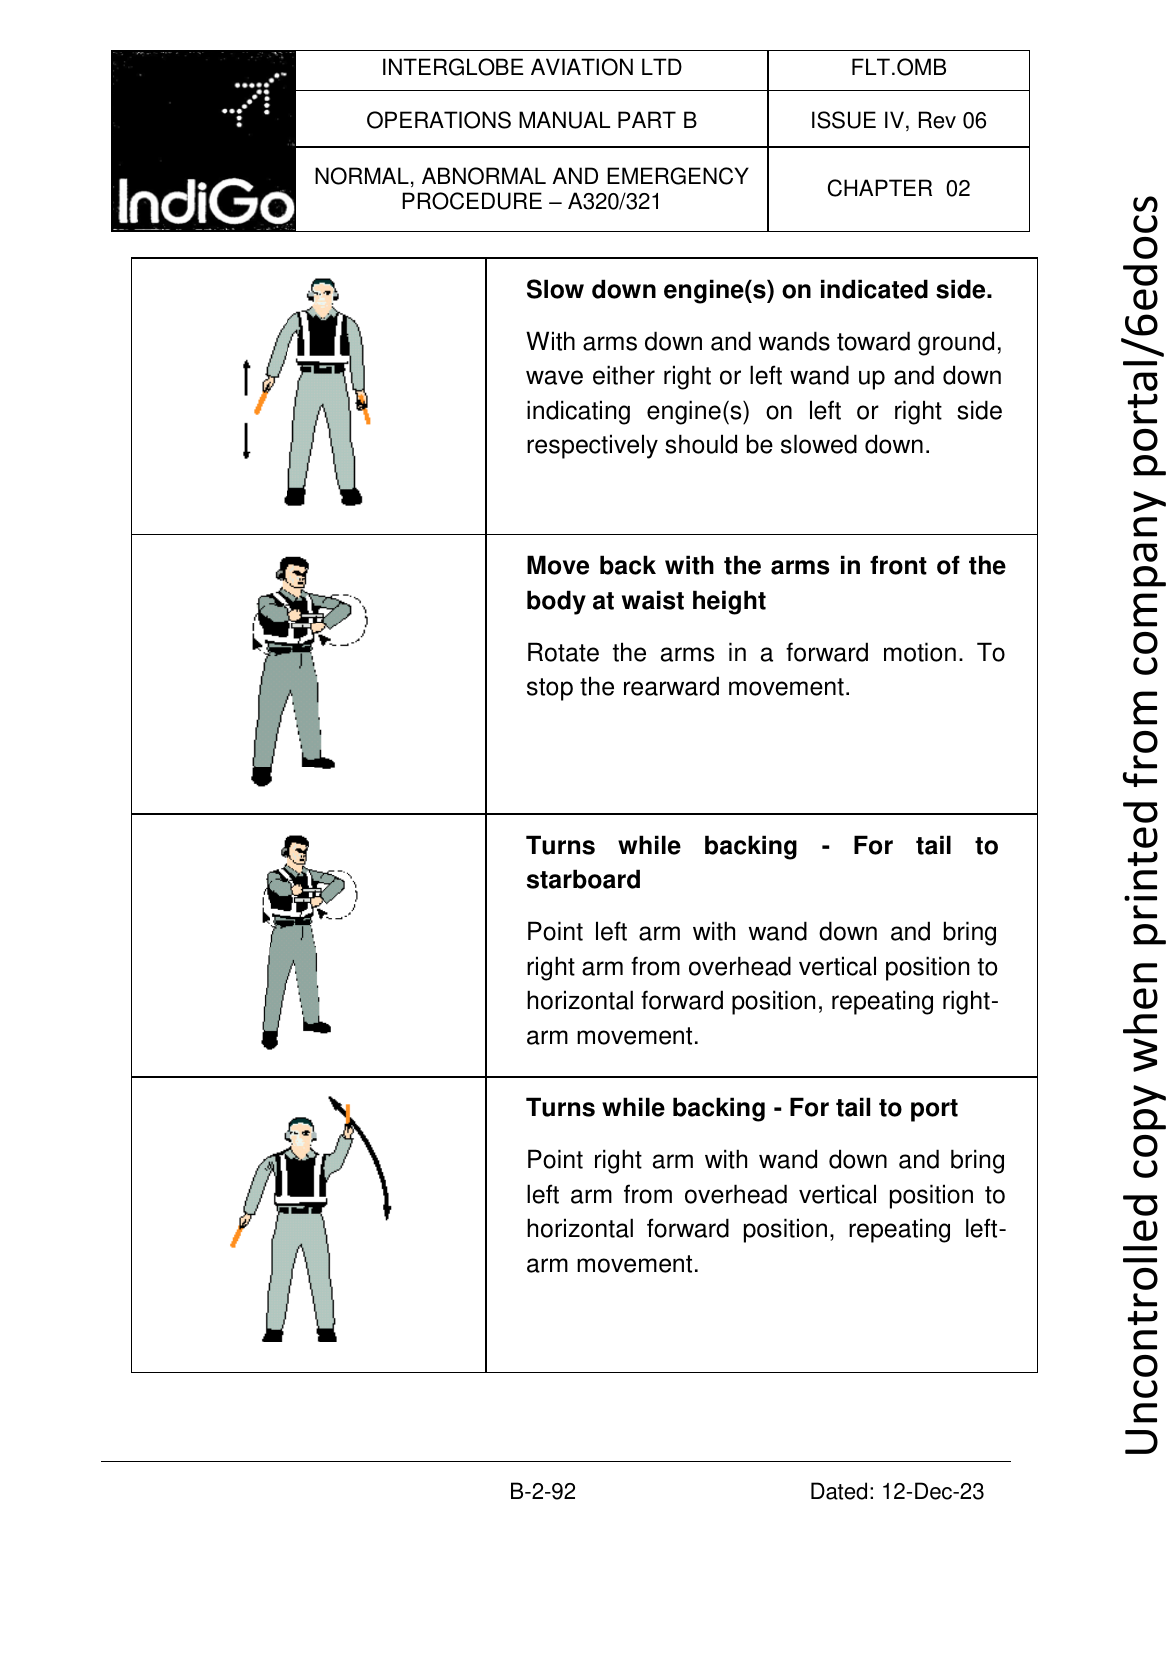 IndiGo
INTERGLOBE AVIATION LTD
FLT.OMB
OPERATIONS MANUAL PART B
ISSUE IV, Rev 06
NORMAL, ABNORMAL AND EMERGENCY
PROCEDURE – A320/321
CHAPTER 02
Slow down engine(s) on indicated side.
With arms down and wands toward ground,
wave either right or left wand up and down
indicating engine(s) on left or right side
respectively should be slowed down.
Move back with the arms in front of the
body at waist height
Rotate the arms in a forward motion. To
stop the rearward movement.
Turns while backing - For tail to
starboard
Point left arm with wand down and bring
right arm from overhead vertical position to
horizontal forward position, repeating right-
arm movement.
Turns while backing - For tail to port
Point right arm with wand down and bring
left arm from overhead vertical position to
horizontal forward position, repeating left-
arm movement.
B-2-92
Dated: 12-Dec-23
Uncontrolled copy when printed from company portal/6edocs